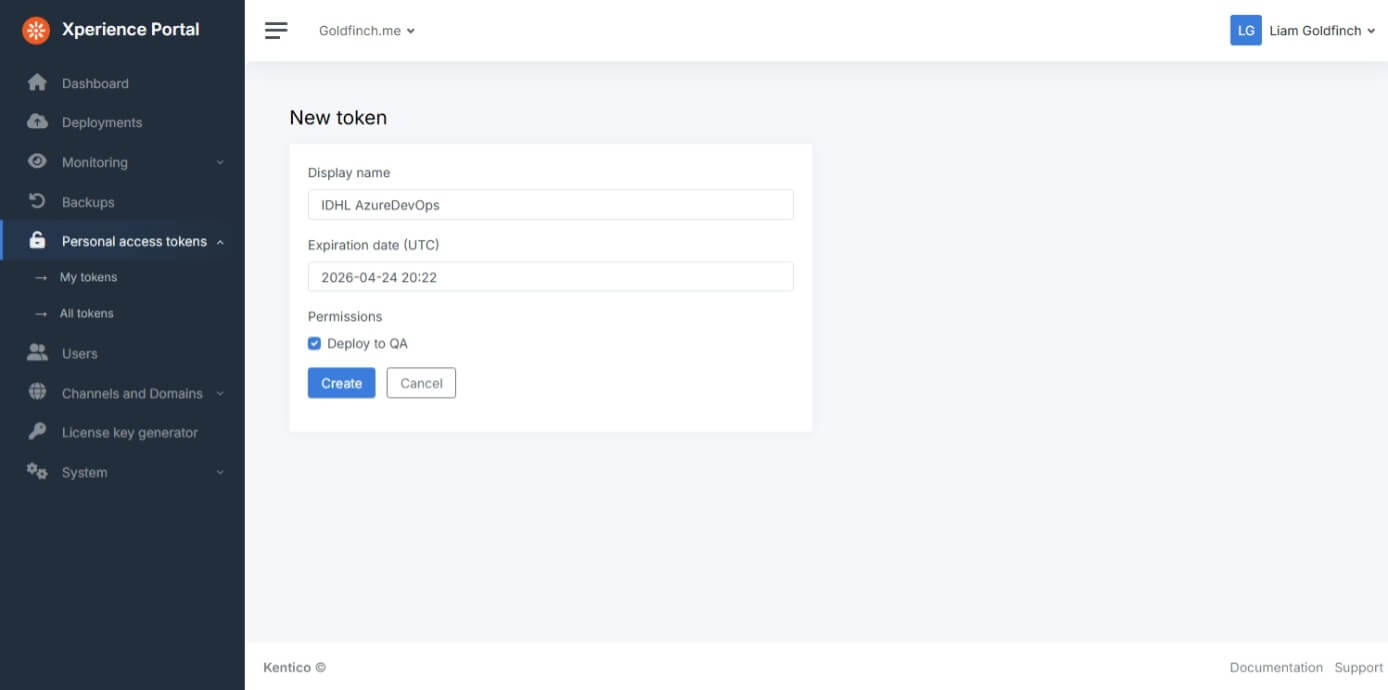 Xperience Portal
Goldfinch.me
LG Liam Goldfinch
Dashboard
Deployments
Monitoring
Backups
Personal access tokens
My tokens
All tokens
Users
Channels and Domains
License key generator
System
New token
Display name
IDHL AzureDevOps
Expiration date (UTC)
2026-04-24 20:22
Permissions
Deploy to QA
Create Cancel
Kentico ©
Documentation Support